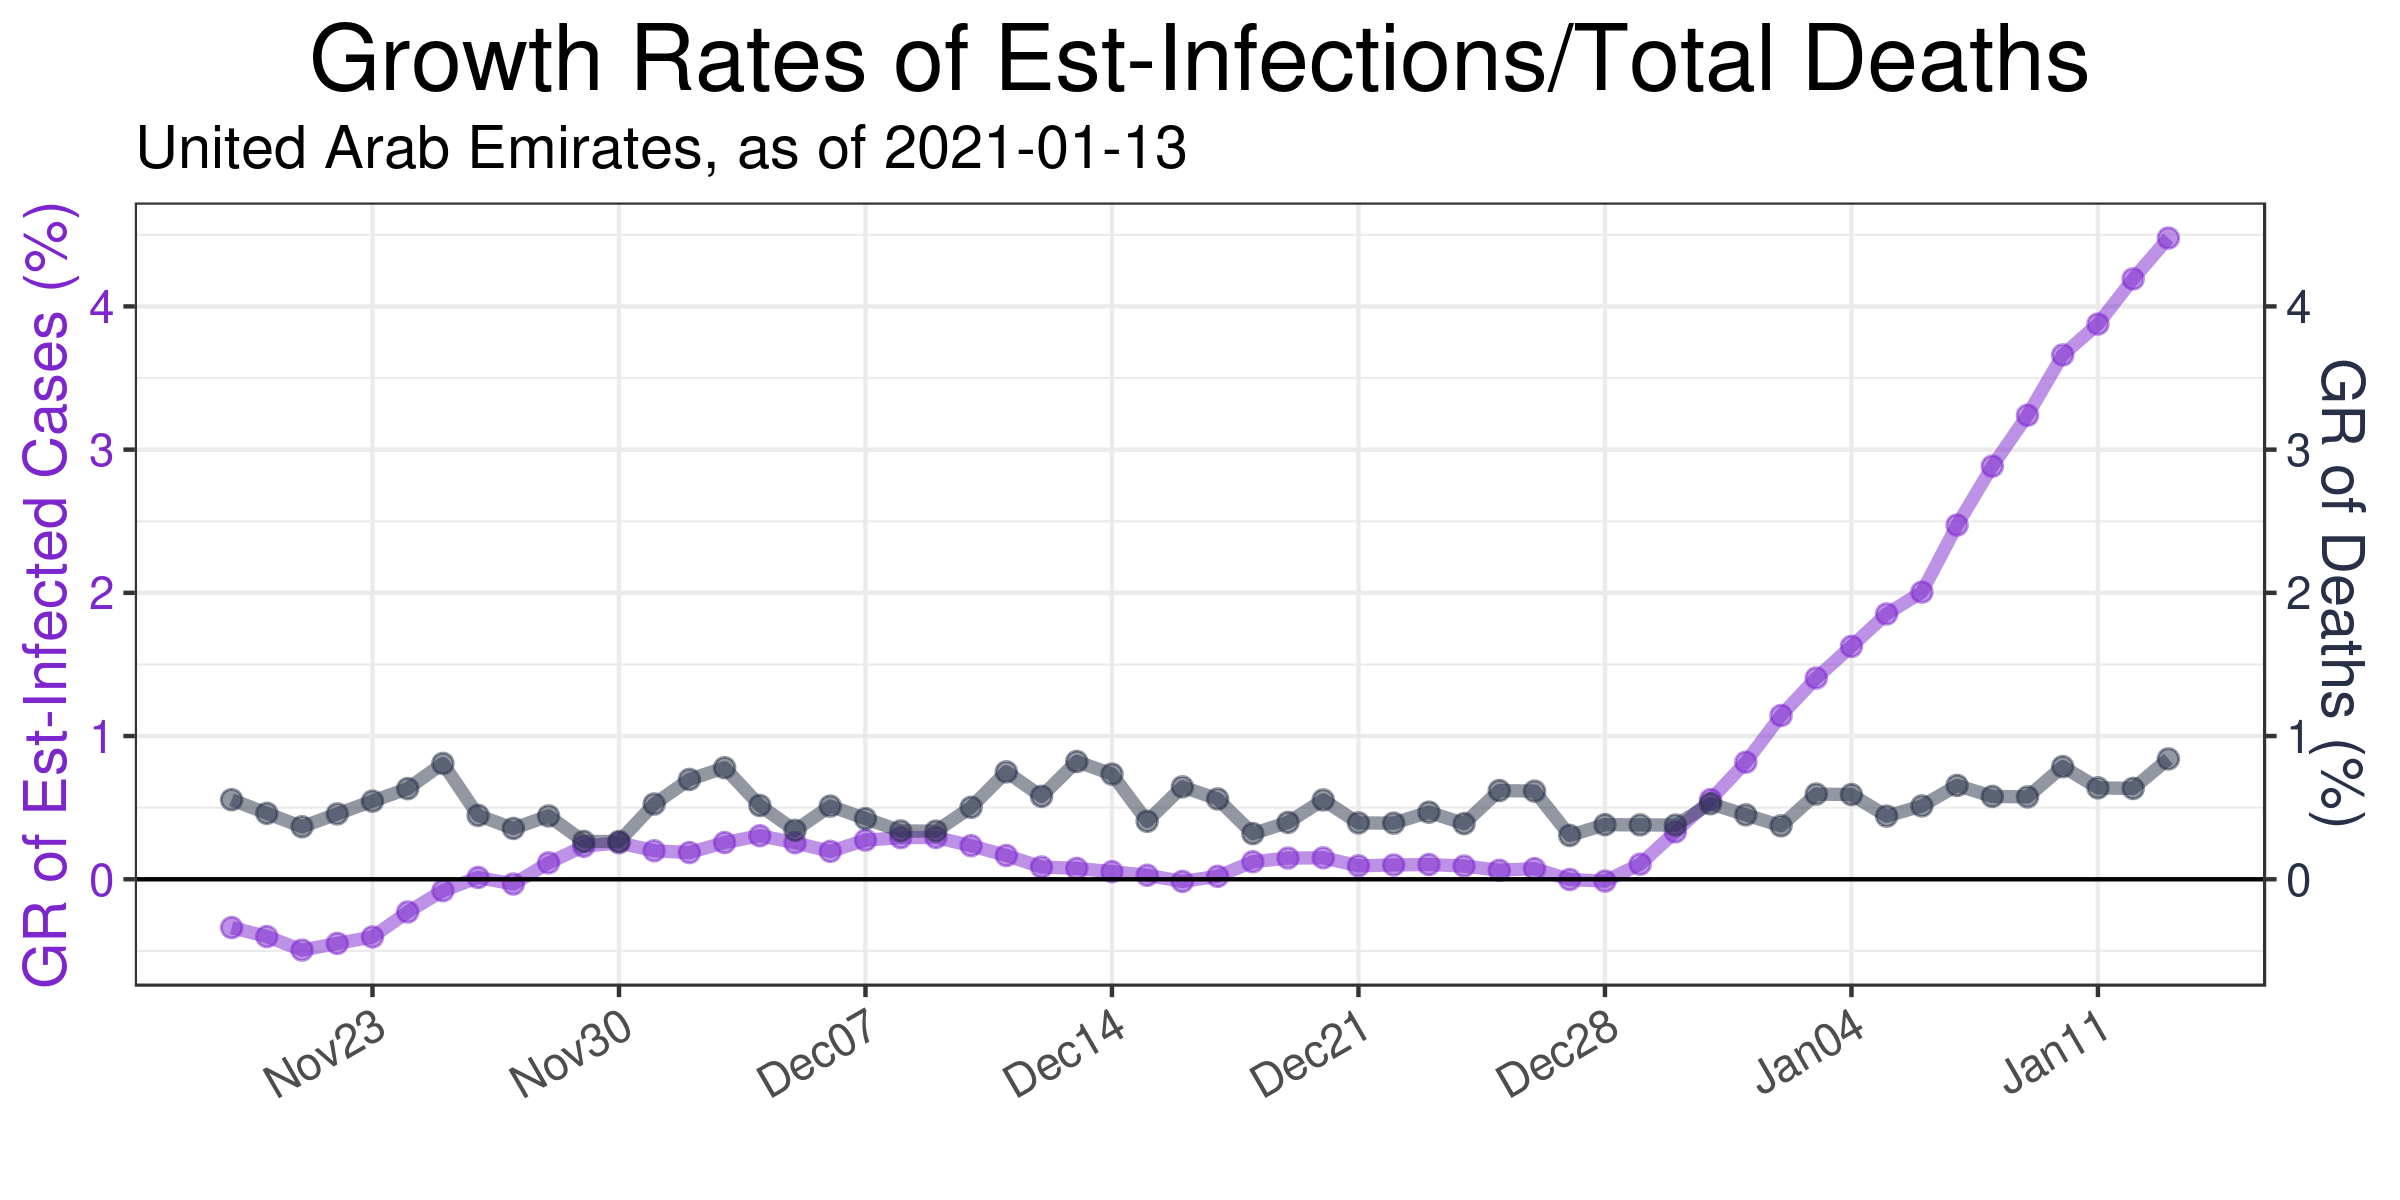 Growth Rates of Est-Infections/Total Deaths
United Arab Emirates, as of 2021-01-13
GR of Est-Infected Cases (%)
4
3
2
1
0
4
3
2
1
0
GR of Deaths (%)
Nov23
Nov30
Dec07
Dec14
Dec21
Dec28
Jan04
Jan11